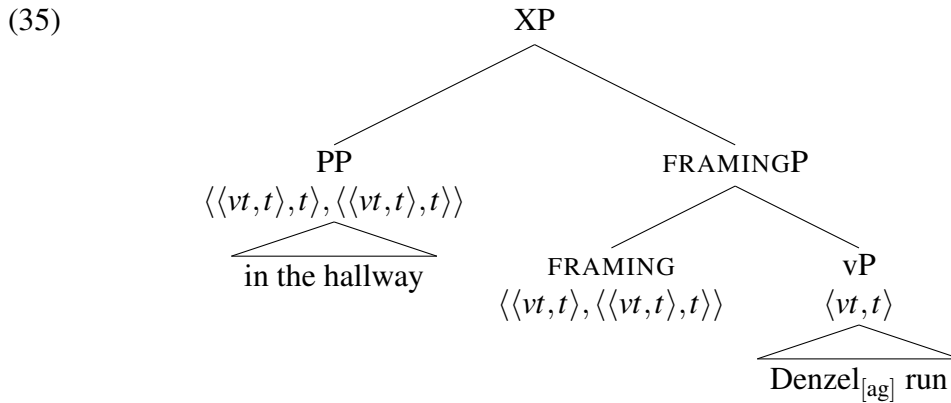 (35) XP
PP FRAMINGP
⟨⟨⟨vt,t⟩,t⟩,⟨⟨vt,t⟩,t⟩⟩
in the hallway FRAMING vP
⟨⟨vt,t⟩,⟨⟨vt,t⟩,t⟩⟩ ⟨vt,t⟩
Denzel[ag] run